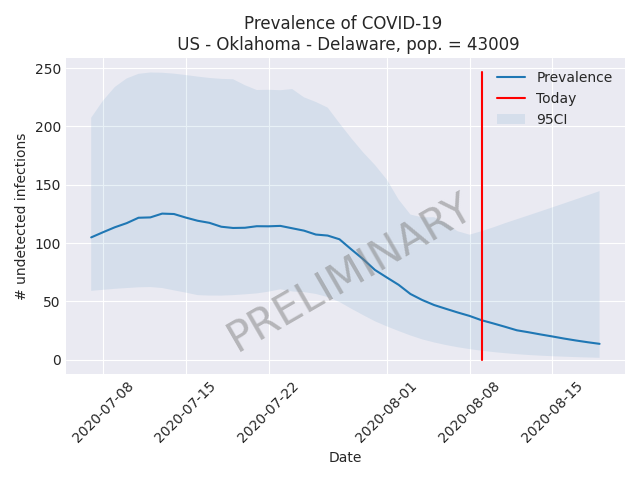 Prevalence of COVID-19
US - Oklahoma - Delaware, pop. = 43009
250
200
150
100
50
0
# undetected infections
Prevalence
Today
95CI
PRELIMINARY
2020-07-08
2020-07-15
2020-07-22
2020-08-01
2020-08-08
2020-08-15
Date